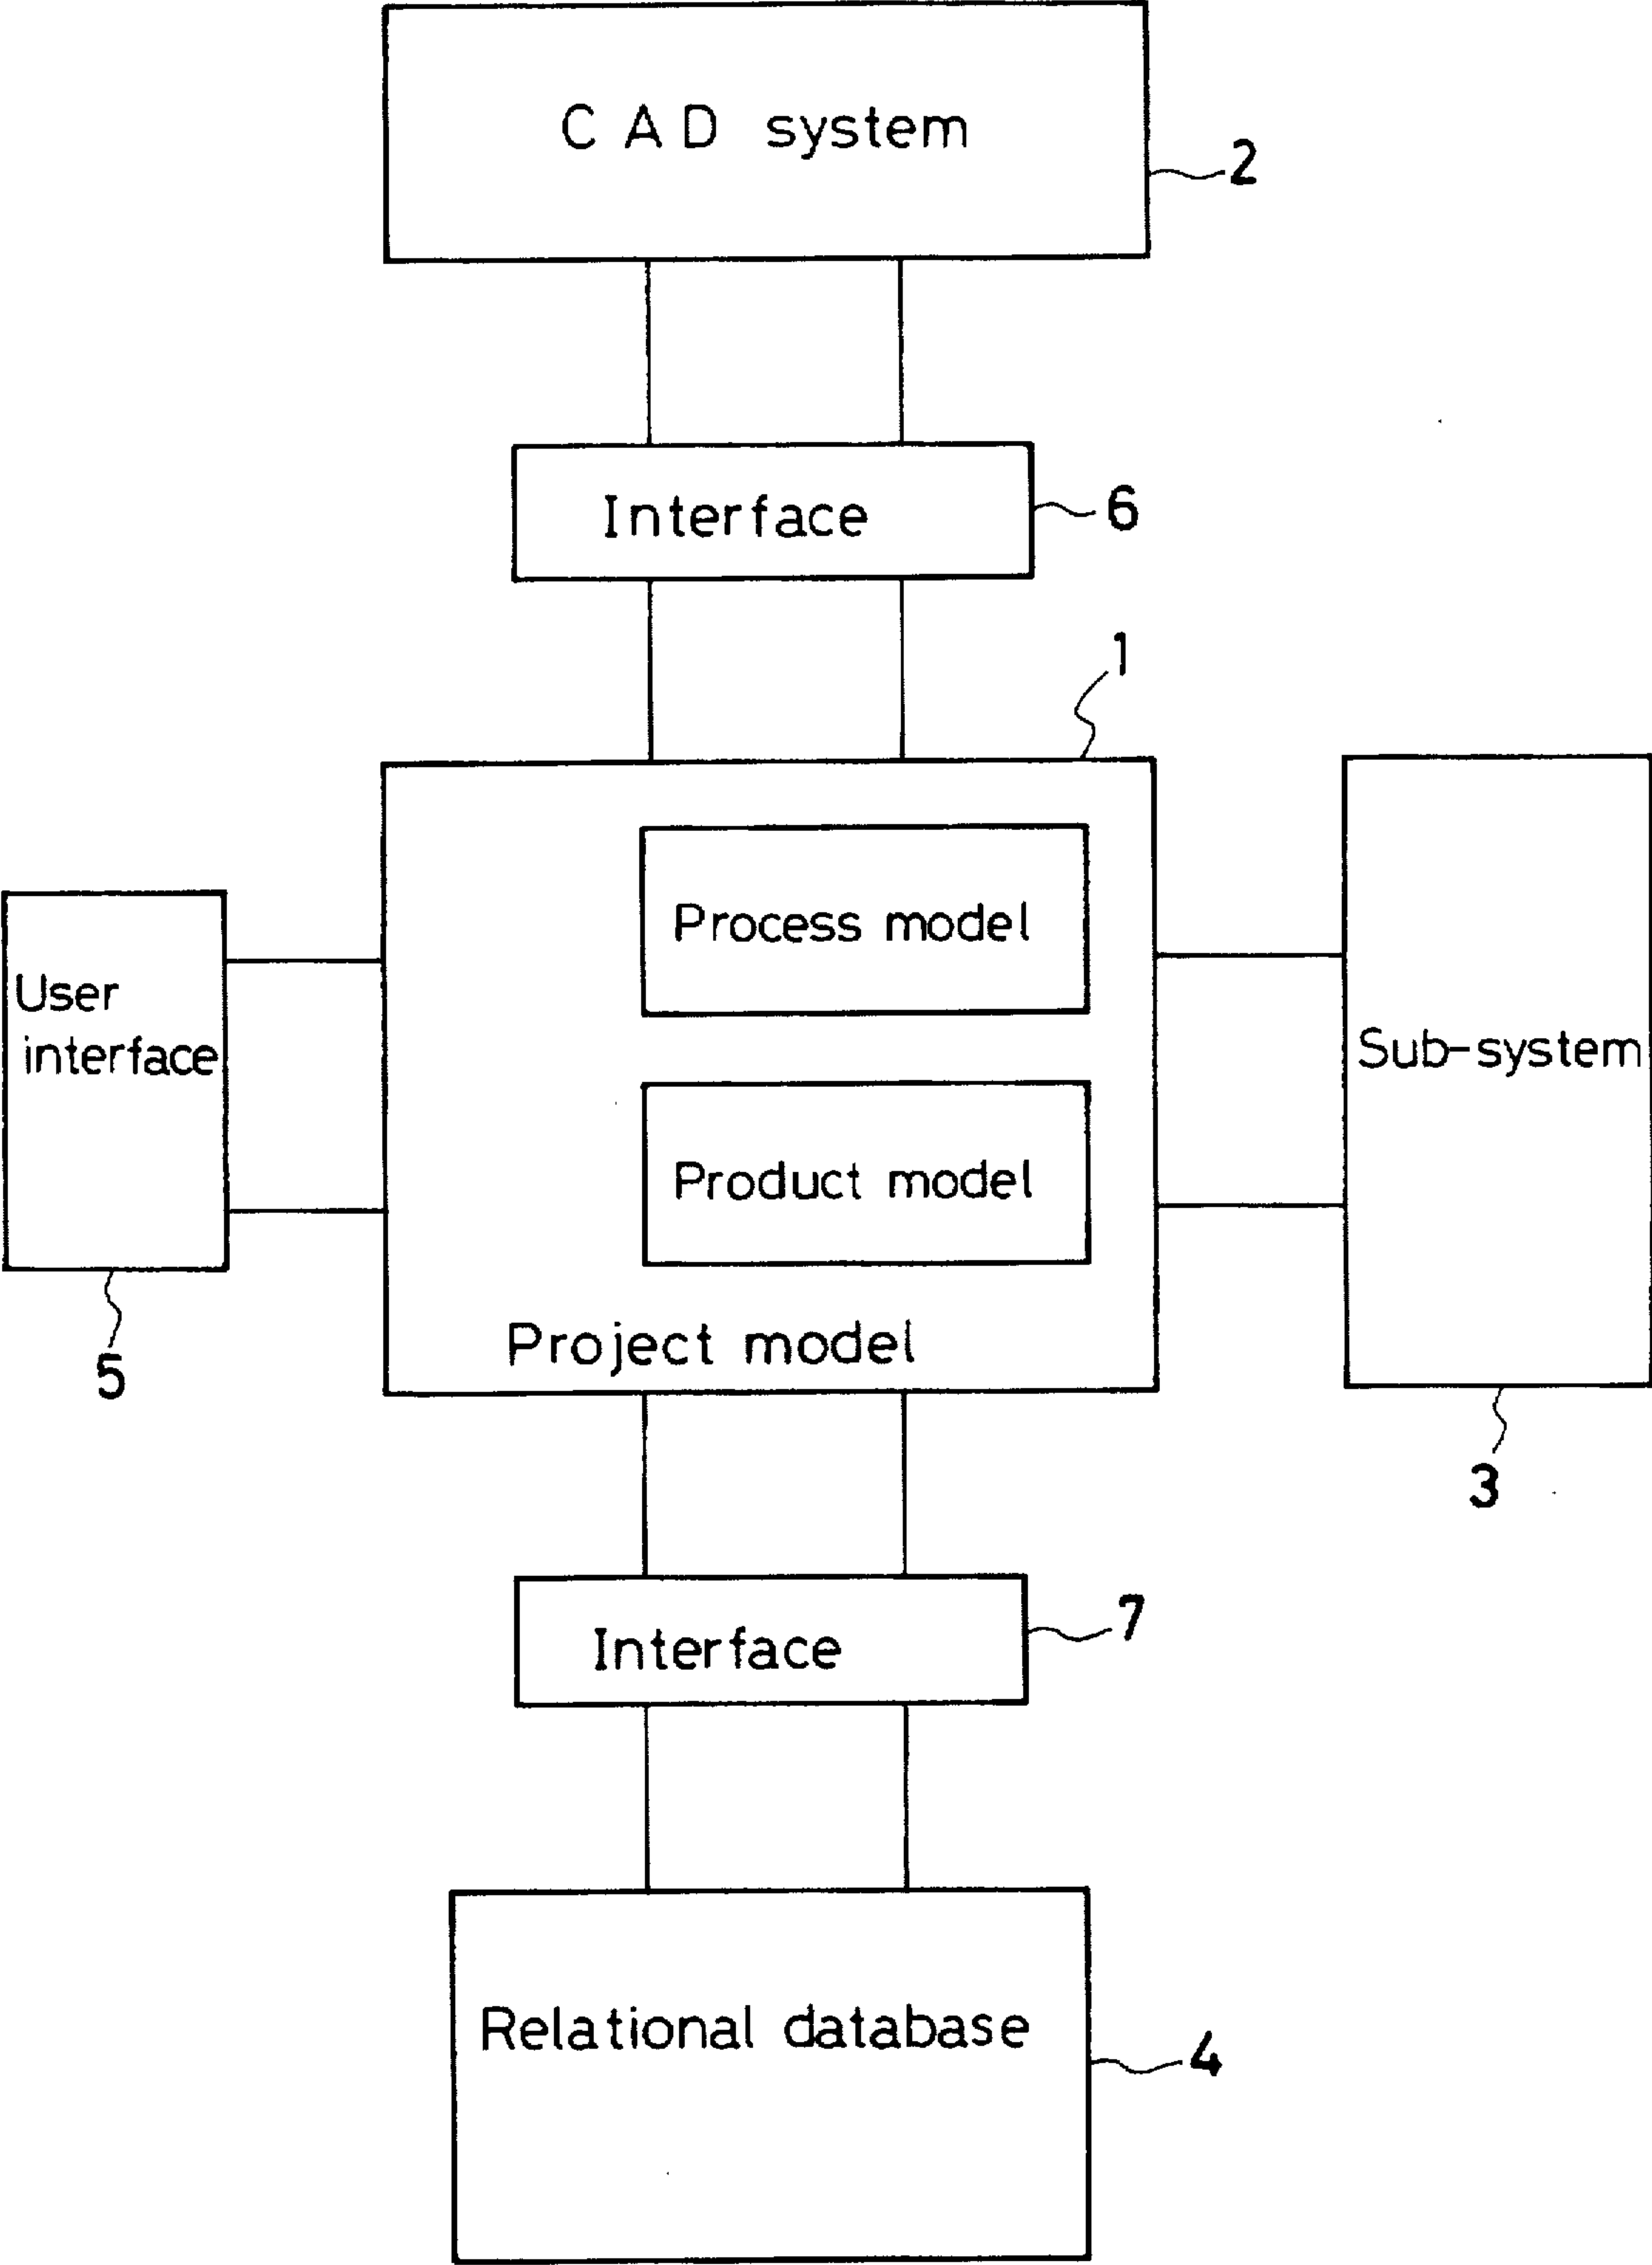 CAD system
2
Interface
6
1
Process model
User
interface
Sub-system
Product model
Project model
5
3
Interface
7
Relational database
4